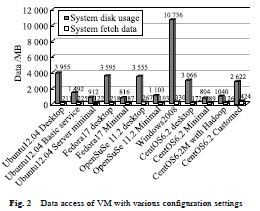 System disk usage
System fetch data
Data /MB
12 000
10 000
8 000
6 000
4 000
2 000
0
3 955
1 492
912
3 595
816
3 555
1 103
10 736
3 066
804
1040
2 622
424
Ubuntu12.04 Desktop
Ubuntu12.04 Basic service
Ubuntu12.04 Server minimal
Fedora17 desktop
Fedora17 Minimal
OpenSuSe 11.2 desktop
OpenSuSe 11.2 Minimal
Windows2008
CentOS6.2 desktop
CentOS6.2 Minimal
CentOS6.2M with Hadoop
CentOS6.2 Customed
Fig. 2 Data access of VM with various configuration settings